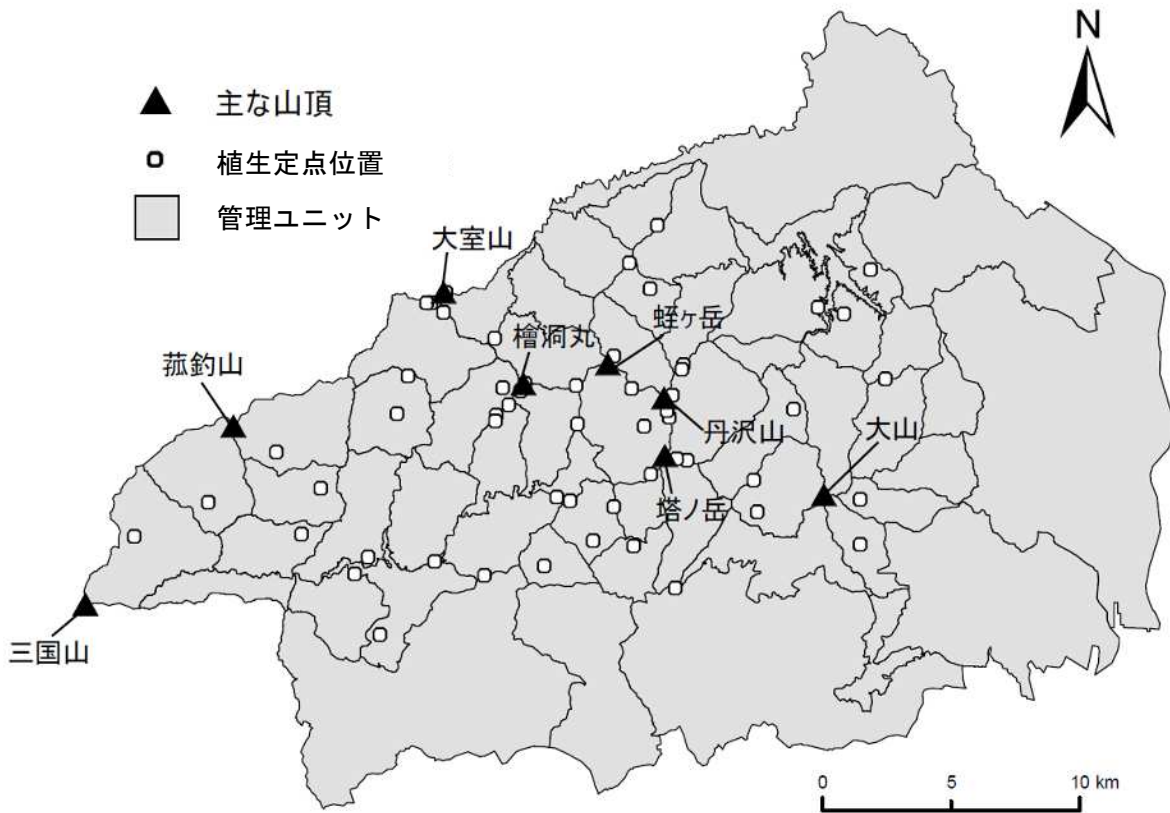 N
主な山頂
植生定点位置
管理ユニット
大室山
蛭ヶ岳
檜洞丸
菰釣山
丹沢山
大山
塔ノ岳
三国山
0 5 10 km